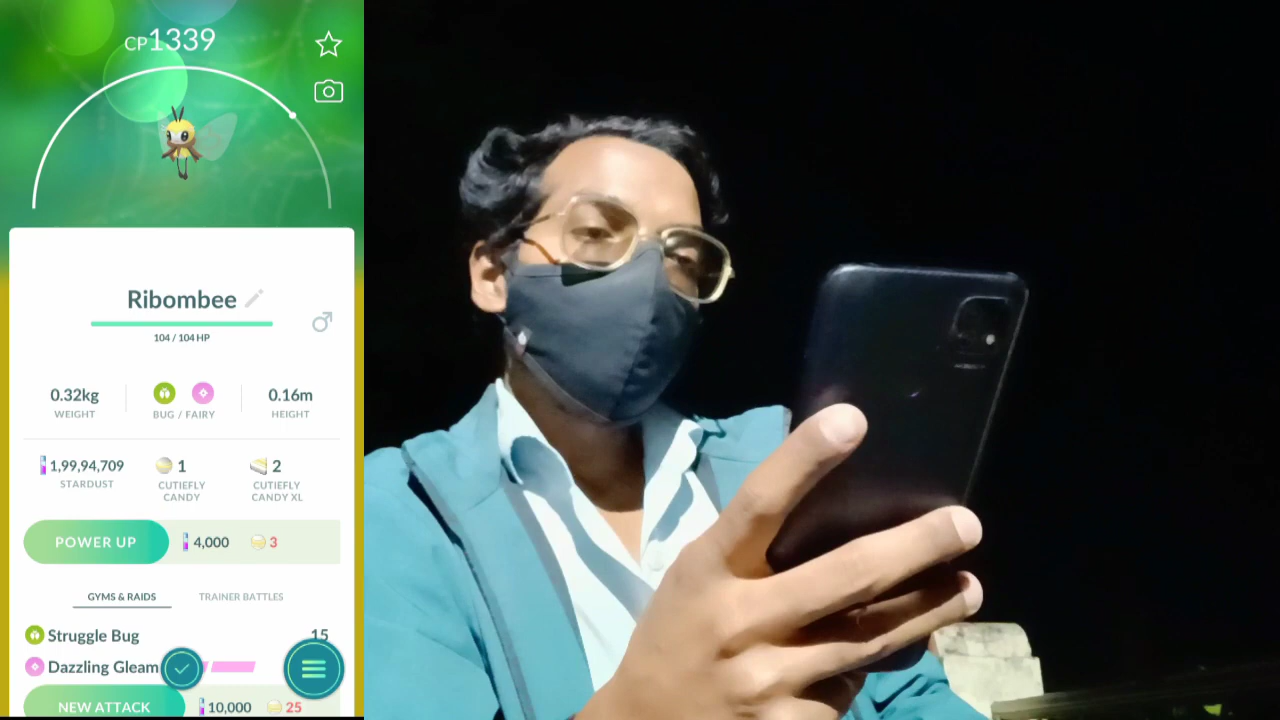 CP1339
Ribombee
104 / 104 HP
0.32kg
WEIGHT
BUG / FAIRY
0.16m
HEIGHT
1,99,94,709
STARDUST
1
CUTIEFLY
CANDY
2
CUTIEFLY
CANDY XL
POWER UP 4,000 3
GYMS & RAIDS TRAINER BATTLES
Struggle Bug 15
Dazzling Gleam
NEW ATTACK 10,000 25